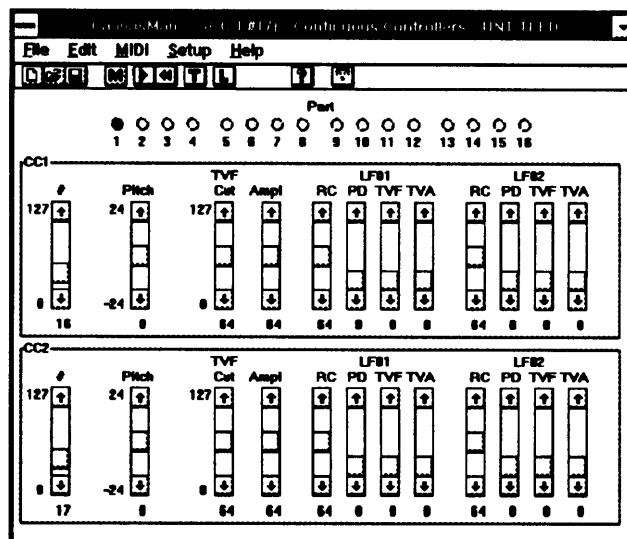 Continuous Controllers
File Edit MIDI Setup Help
M T L ?
Part
1 2 3 4 5 6 7 8 9 10 11 12 13 14 15 16
CC1
TVF LFO1 LFO2
# Pitch Cut Ampl RC PD TVF TVA RC PD TVF TVA
127 24 127
0 -24 0
16 0 64 64 64 0 0 0 64 0 0 0
CC2
TVF LFO1 LFO2
# Pitch Cut Ampl RC PD TVF TVA RC PD TVF TVA
127 24 127
0 -24 0
17 0 64 64 64 0 0 0 64 0 0 0